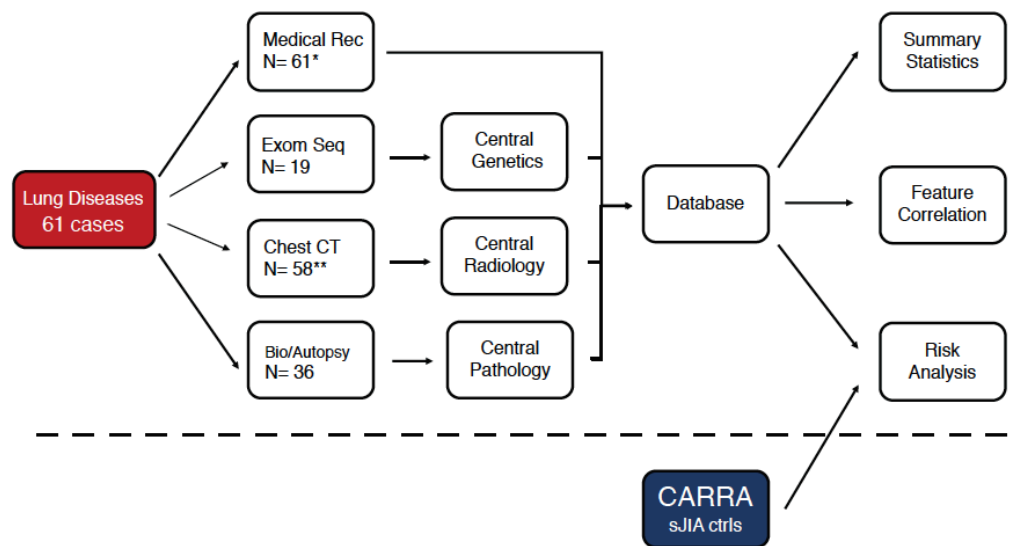 Medical Rec
N= 61*
Summary
Statistics
Exom Seq
N= 19
Central
Genetics
Lung Diseases
61 cases
Database
Feature
Correlation
Chest CT
N= 58**
Central
Radiology
Bio/Autopsy
N= 36
Central
Pathology
Risk
Analysis
CARRA
sJIA ctrls